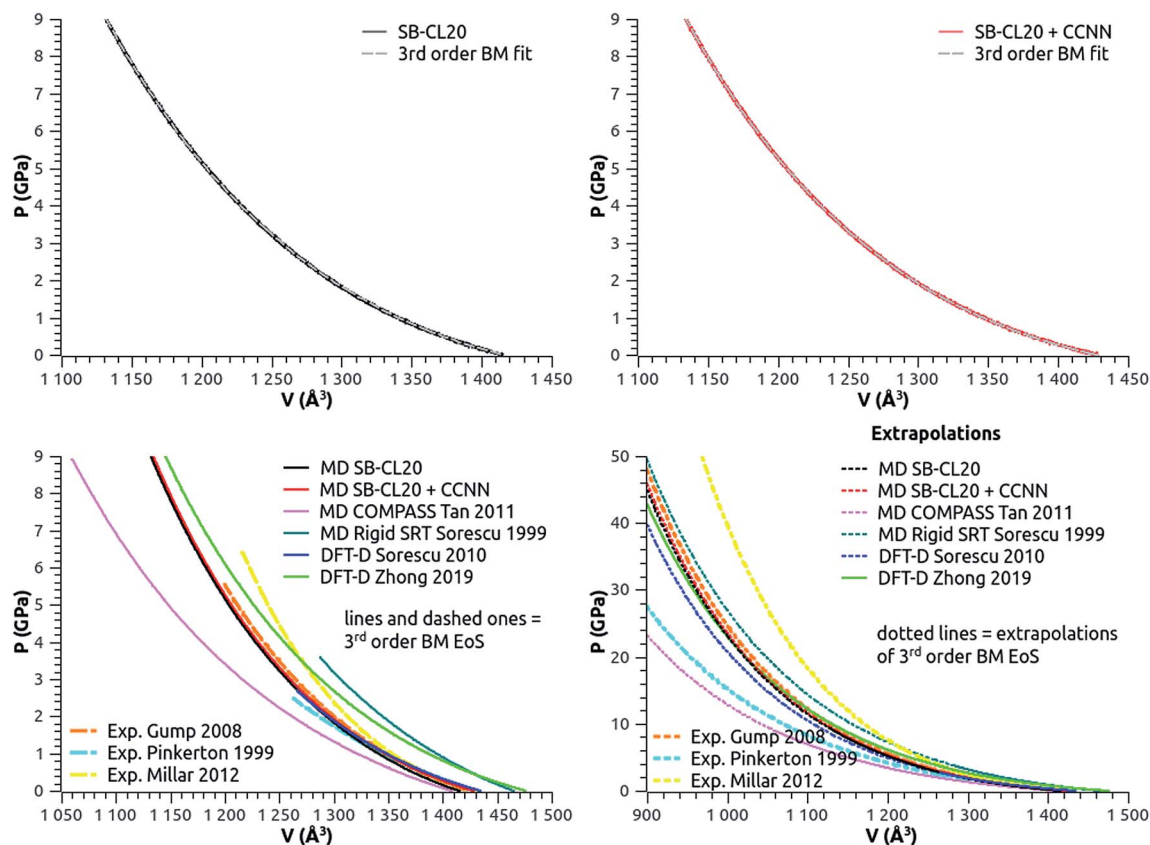 9
8
7
6
5
4
3
2
1
0
P (GPa)
SB-CL20
3rd order BM fit
1 100
1 150
1 200
1 250
1 300
1 350
1 400
1 450
V (Å³)
9
8
7
6
5
4
3
2
1
0
P (GPa)
SB-CL20 + CCNN
3rd order BM fit
1 100
1 150
1 200
1 250
1 300
1 350
1 400
1 450
V (Å³)
9
8
7
6
5
4
3
2
1
0
P (GPa)
MD SB-CL20
MD SB-CL20 + CCNN
MD COMPASS Tan 2011
MD Rigid SRT Sorescu 1999
DFT-D Sorescu 2010
DFT-D Zhong 2019
lines and dashed ones =
3rd order BM EoS
Exp. Gump 2008
Exp. Pinkerton 1999
Exp. Millar 2012
1 050
1 100
1 150
1 200
1 250
1 300
1 350
1 400
1 450
1 500
V (Å³)
Extrapolations
50
40
30
20
10
0
P (GPa)
MD SB-CL20
MD SB-CL20 + CCNN
MD COMPASS Tan 2011
MD Rigid SRT Sorescu 1999
DFT-D Sorescu 2010
DFT-D Zhong 2019
dotted lines = extrapolations
of 3rd order BM EoS
Exp. Gump 2008
Exp. Pinkerton 1999
Exp. Millar 2012
900
1 000
1 100
1 200
1 300
1 400
1 500
V (Å³)